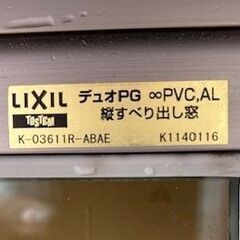 LIXIL デュオPG ∞PVC,AL
TOSTEM 縦すべり出し窓
K-03611R-ABAE K1140116